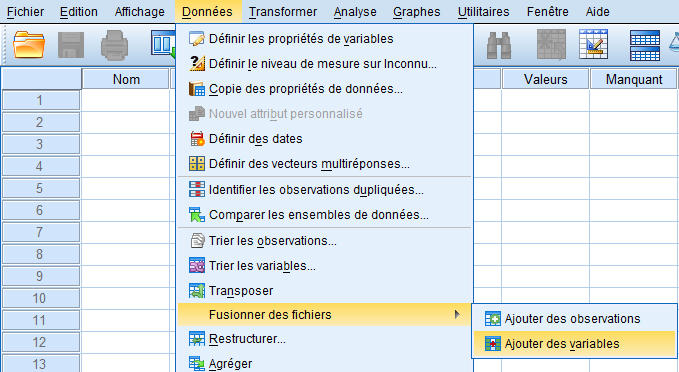 Fichier Edition Affichage Données Transformer Analyse Graphes Utilitaires Fenêtre Aide
Nom Valeurs Manquant
Définir les propriétés de variables
Définir le niveau de mesure sur Inconnu...
Copie des propriétés de données...
Nouvel attribut personnalisé
Définir des dates
Définir des vecteurs multiréponses...
Identifier les observations dupliquées...
Comparer les ensembles de données...
Trier les observations...
Trier les variables...
Transposer
Fusionner des fichiers
Restructurer...
Agréger
Ajouter des observations
Ajouter des variables
1
2
3
4
5
6
7
8
9
10
11
12
13